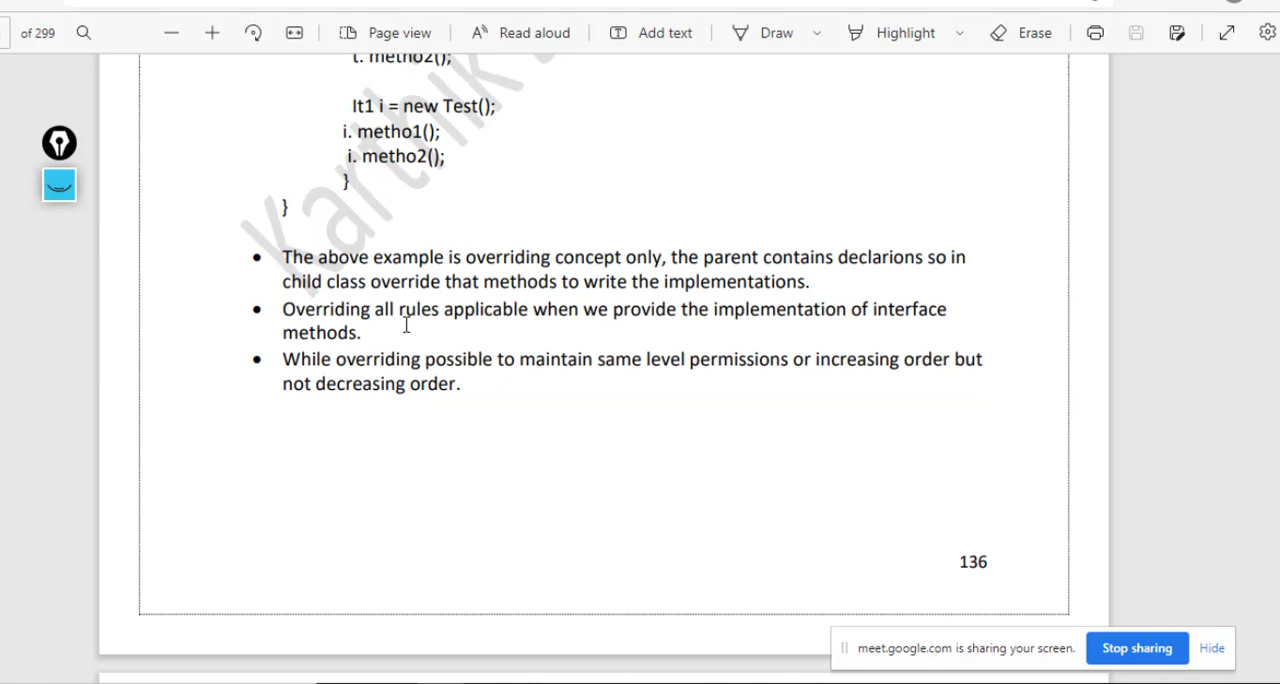 of 299
Page view
Read aloud
Add text
Draw
Highlight
Erase
t. metho2();
It1 i = new Test();
i. metho1();
i. metho2();
}
}
Karthik
The above example is overriding concept only, the parent contains declarions so in
child class override that methods to write the implementations.
Overriding all rules applicable when we provide the implementation of interface
methods.
While overriding possible to maintain same level permissions or increasing order but
not decreasing order.
136
meet.google.com is sharing your screen.
Stop sharing
Hide